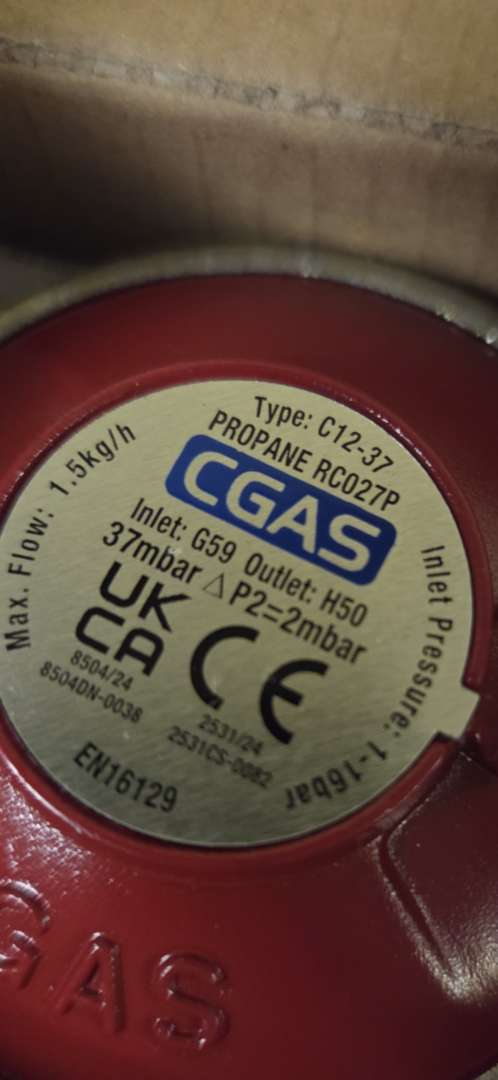 Type: C12-37
PROPANE RC027P
CGAS
Inlet: G59 Outlet: H50
37mbar △ P2=2mbar
UK
CA
CE
8504/24
8504DN-0038
2531/24
2531CS-0082
EN16129
Max. Flow: 1.5kg/h
Inlet Pressure: 1-16bar
GAS